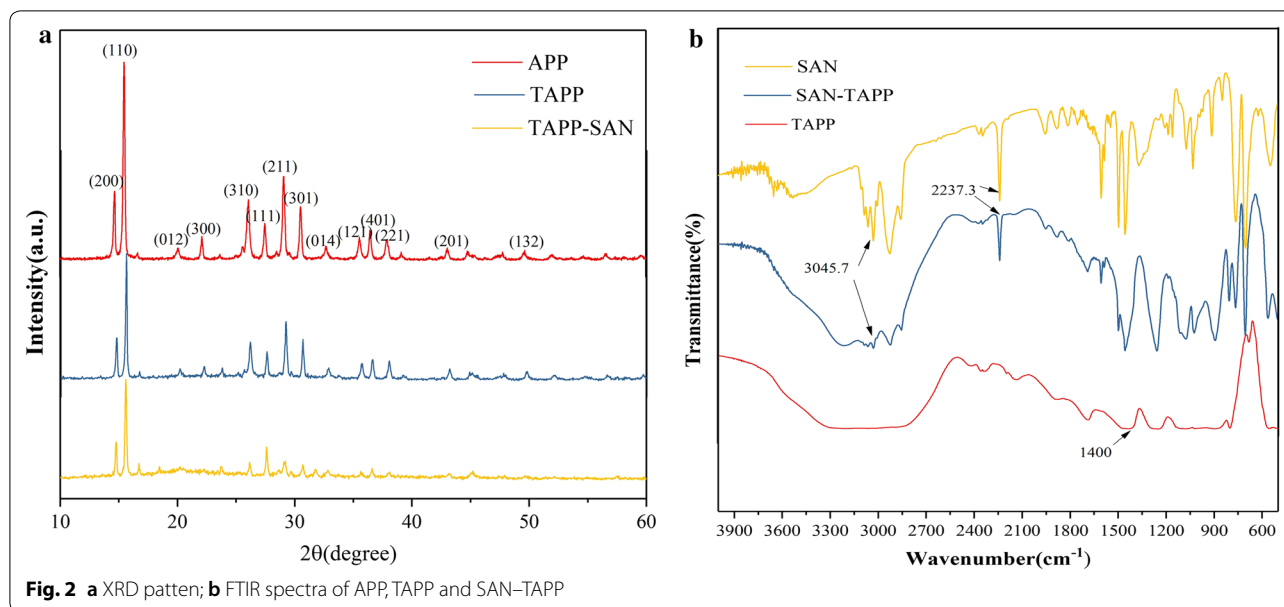 a
(110)
(200)
(012)
(300)
(310)
(111)
(211)
(301)
(014)
(121)
(401)
(221)
(201)
(132)
APP
TAPP
TAPP-SAN
Intensity(a.u.)
10 20 30 40 50 60
2θ(degree)
b
SAN
SAN-TAPP
TAPP
2237.3
3045.7
1400
Transmittance(%)
3900 3600 3000 2700 2400 2100 1800 1500 1200 900 600
Wavenumber(cm-1)
Fig. 2 a XRD patten; b FTIR spectra of APP, TAPP and SAN–TAPP